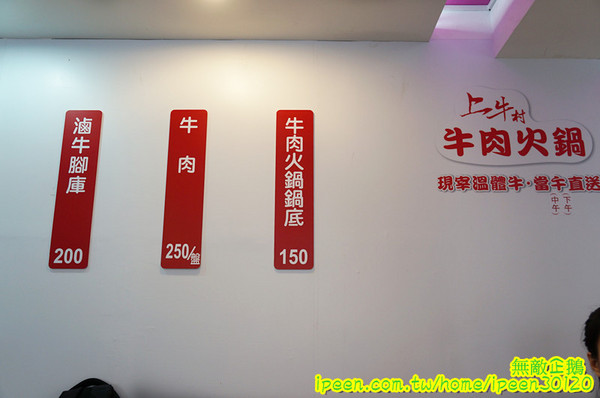 滷牛腳庫
200
牛肉
250/盤
牛肉火鍋鍋底
150
上牛村
牛肉火鍋
現宰溫體牛·當午直送
(中午)
(下午)
無敵企鵝
ipeen.com.tw/home/ipeen30120